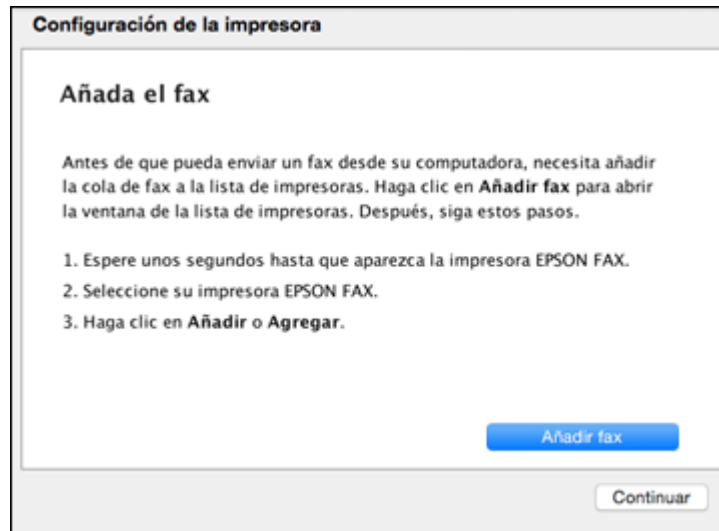 Configuración de la impresora
Añada el fax
Antes de que pueda enviar un fax desde su computadora, necesita añadir
la cola de fax a la lista de impresoras. Haga clic en Añadir fax para abrir
la ventana de la lista de impresoras. Después, siga estos pasos.
1. Espere unos segundos hasta que aparezca la impresora EPSON FAX.
2. Seleccione su impresora EPSON FAX.
3. Haga clic en Añadir o Agregar.
Añadir fax
Continuar